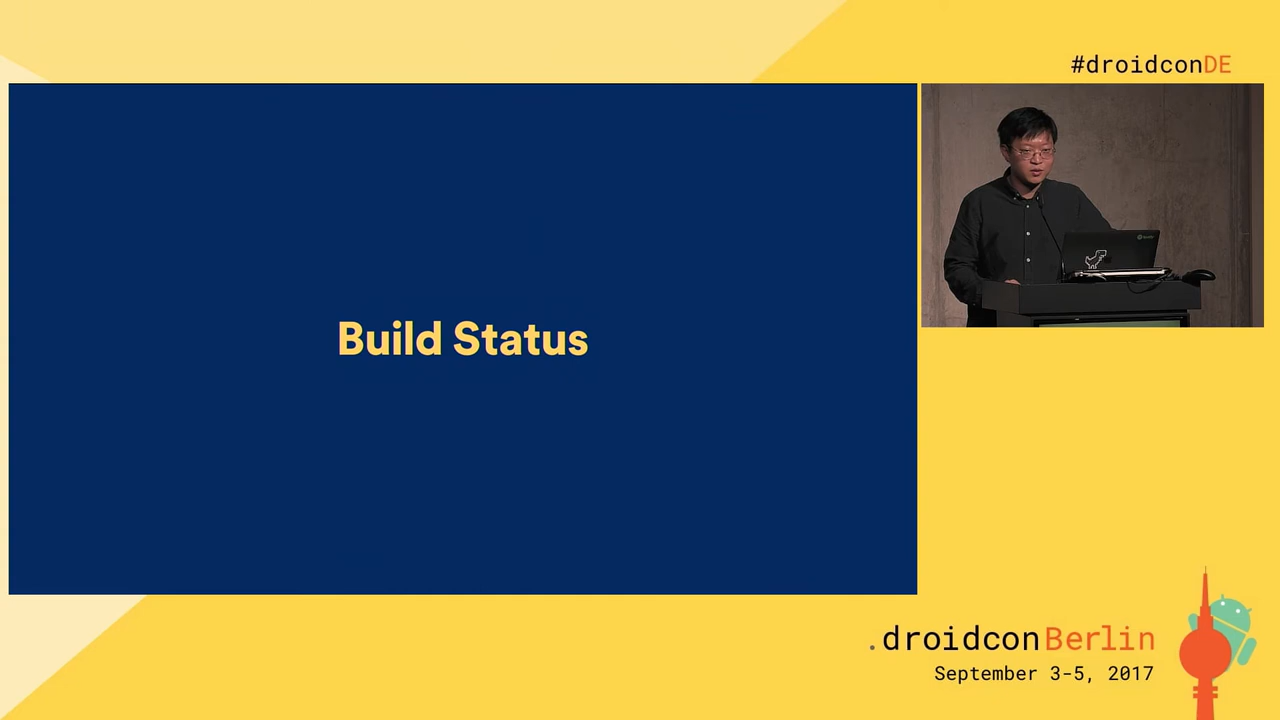 #droidconDE
Build Status
.droidconBerlin
September 3-5, 2017